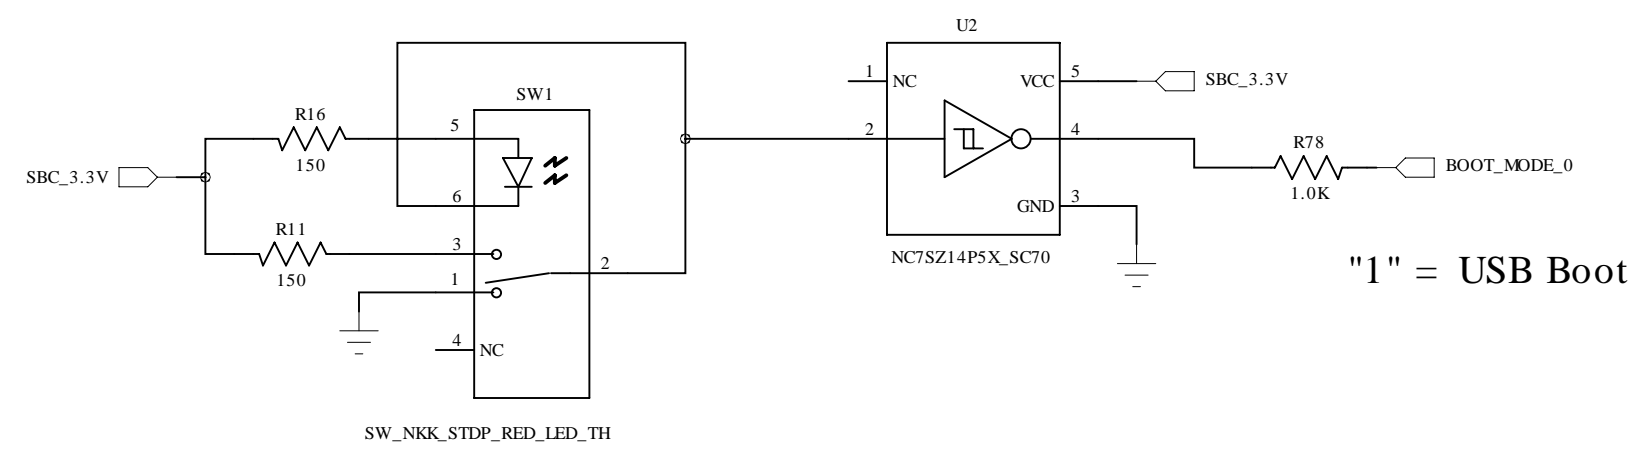 U2
1
NC
VCC
5
SBC_3.3V
SW1
R16
150
5
2
4
R78
1.0K
BOOT_MODE_0
SBC_3.3V
6
GND
3
R11
150
3
2
1
NC7SZ14P5X_SC70
"1" = USB Boot
4
NC
SW_NKK_STDP_RED_LED_TH